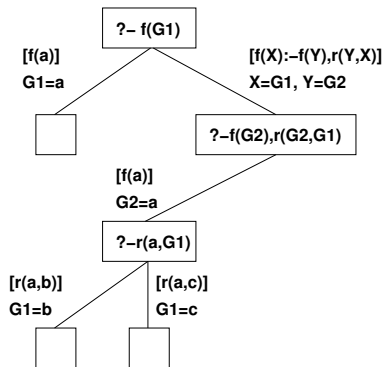 ?– f(G1)
[f(a)]
G1=a
[f(X):–f(Y),r(Y,X)]
X=G1, Y=G2
?–f(G2),r(G2,G1)
[f(a)]
G2=a
?–r(a,G1)
[r(a,b)]
G1=b
[r(a,c)]
G1=c